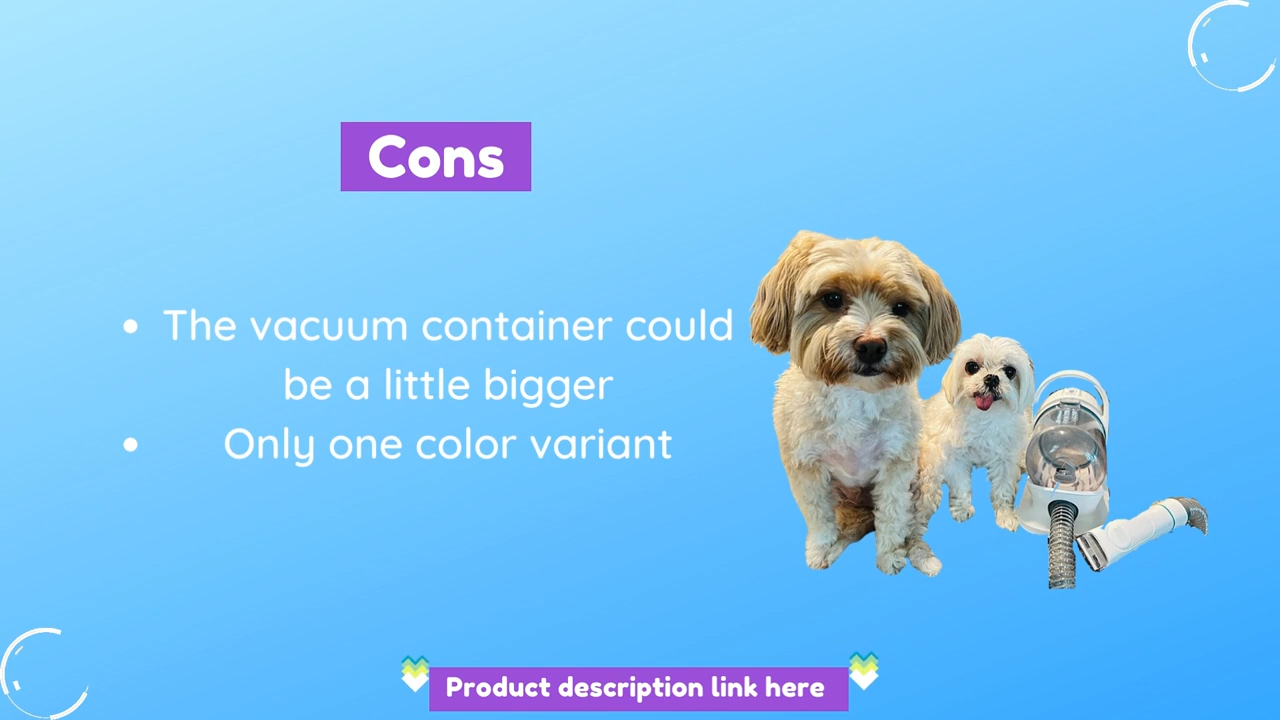 Cons
• The vacuum container could
be a little bigger
• Only one color variant
Product description link here